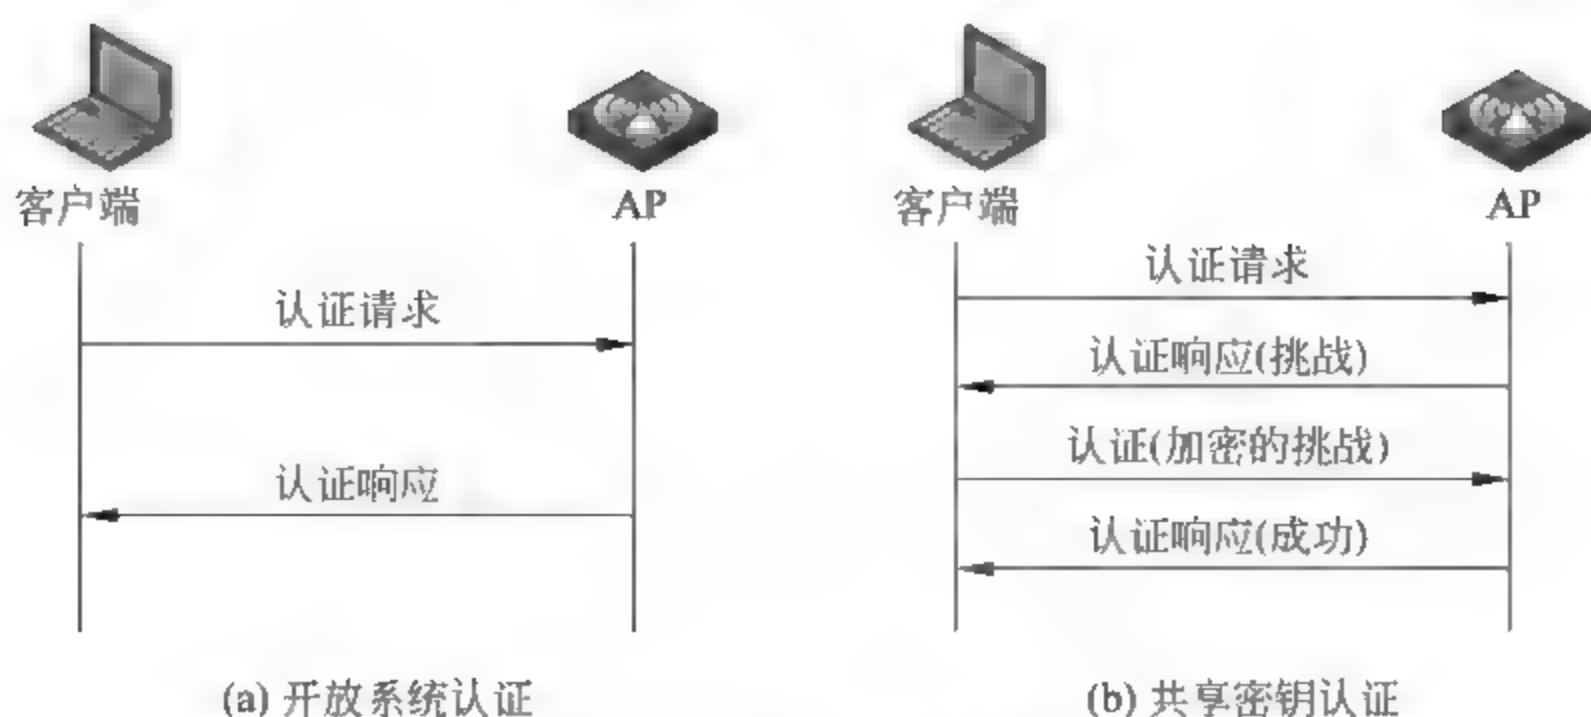 客户端
AP
认证请求
认证响应
(a) 开放系统认证
客户端
AP
认证请求
认证响应(挑战)
认证(加密的挑战)
认证响应(成功)
(b) 共享密钥认证